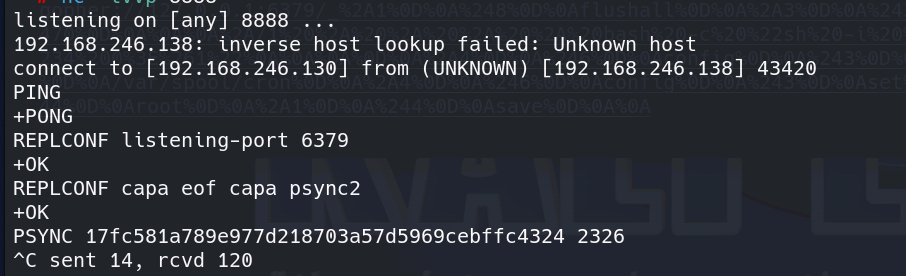 listening on [any] 8888 ...
192.168.246.138: inverse host lookup failed: Unknown host
connect to [192.168.246.130] from (UNKNOWN) [192.168.246.138] 43420
PING
+PONG
REPLCONF listening-port 6379
+OK
REPLCONF capa eof capa psync2
+OK
PSYNC 17fc581a789e977d218703a57d5969cebffc4324 2326
^C sent 14, rcvd 120